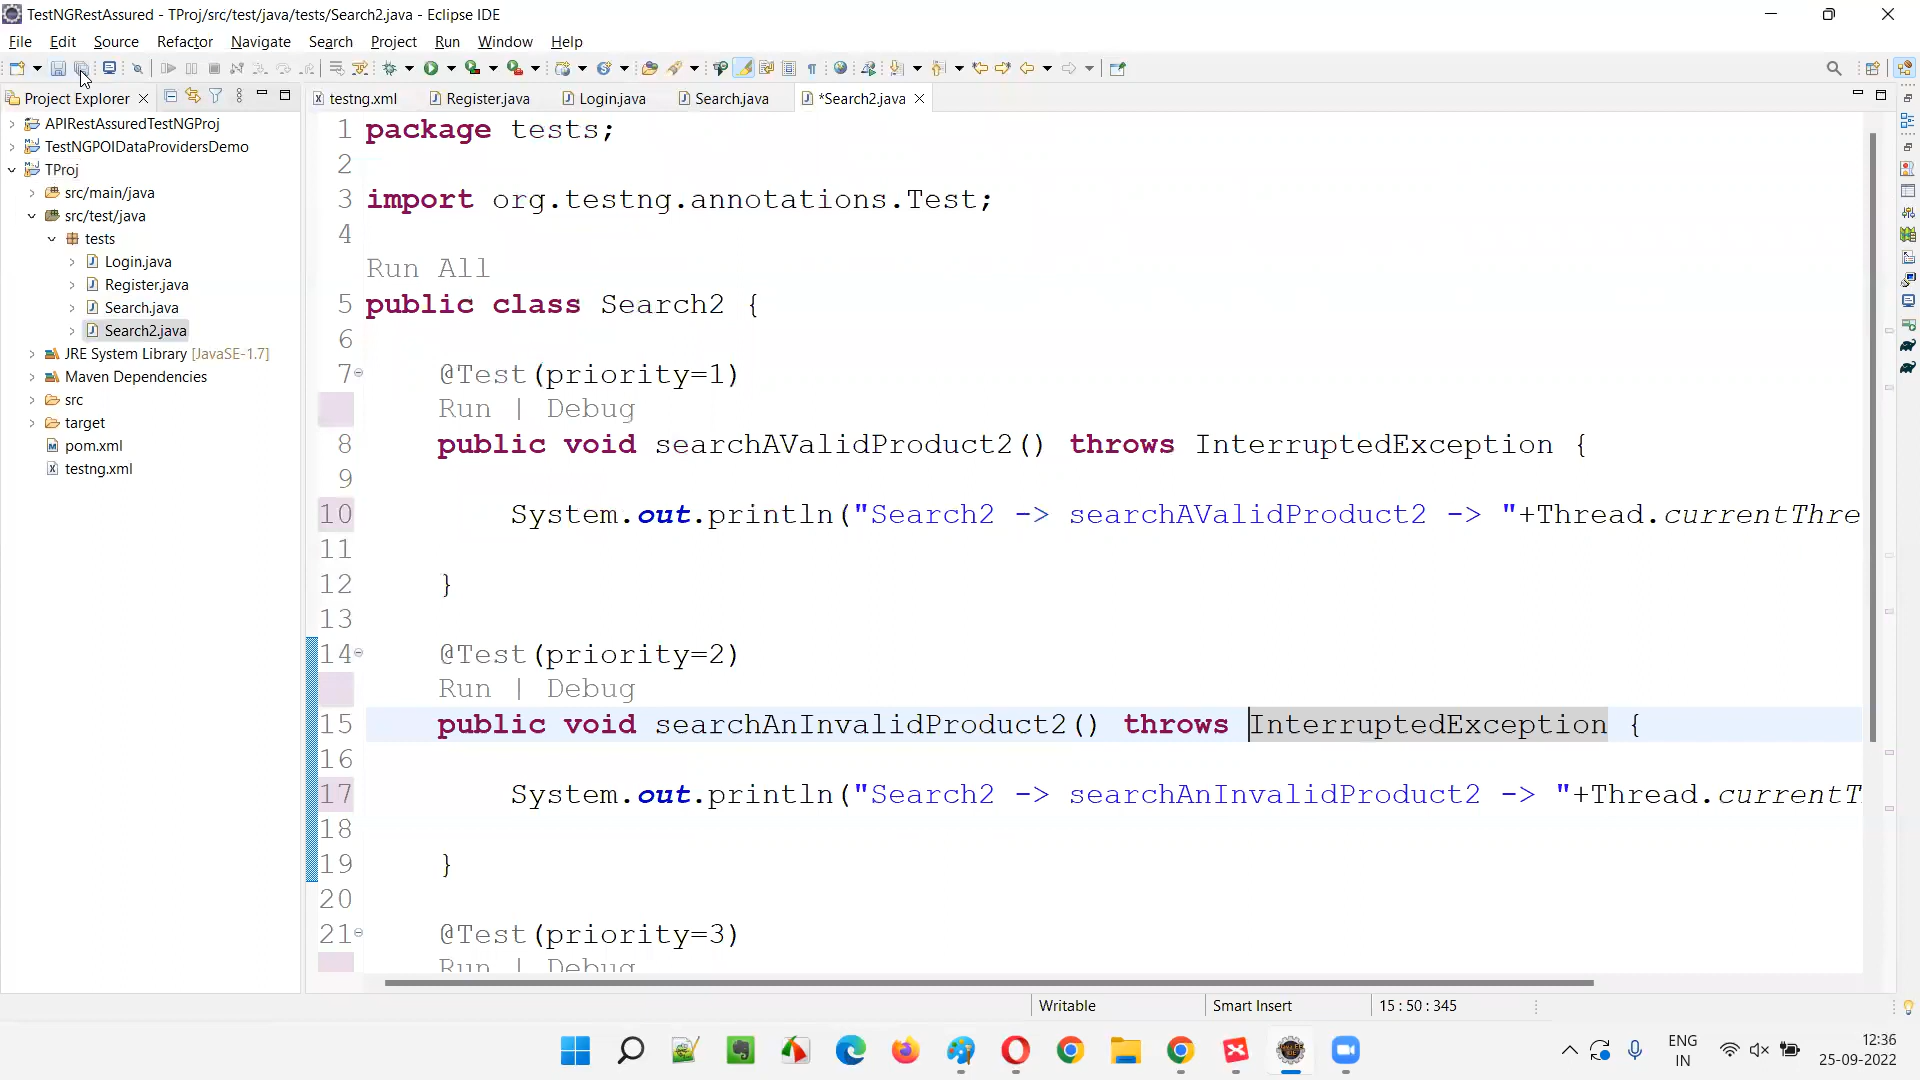 TestNGRestAssured - TProj/src/test/java/tests/Search2.java - Eclipse IDE
File Edit Source Refactor Navigate Search Project Run Window Help
Project Explorer
testng.xml Register.java Login.java Search.java *Search2.java
APIRestAssuredTestNGProj
TestNGPOIDataProvidersDemo
TProj
src/main/java
src/test/java
tests
Login.java
Register.java
Search.java
Search2.java
JRE System Library [JavaSE-1.7]
Maven Dependencies
src
target
pom.xml
testng.xml
1 package tests;
2
3 import org.testng.annotations.Test;
4
Run All
5 public class Search2 {
6
7 @Test(priority=1)
Run | Debug
8 public void searchAValidProduct2() throws InterruptedException {
9
10 System.out.println("Search2 -> searchAValidProduct2 -> "+Thread.currentThre
11
12 }
13
14 @Test(priority=2)
Run | Debug
15 public void searchAnInvalidProduct2() throws InterruptedException {
16
17 System.out.println("Search2 -> searchAnInvalidProduct2 -> "+Thread.currentT
18
19 }
20
21 @Test(priority=3)
Run | Debug
Writable Smart Insert 15 : 50 : 345
ENG
IN
12:36
25-09-2022